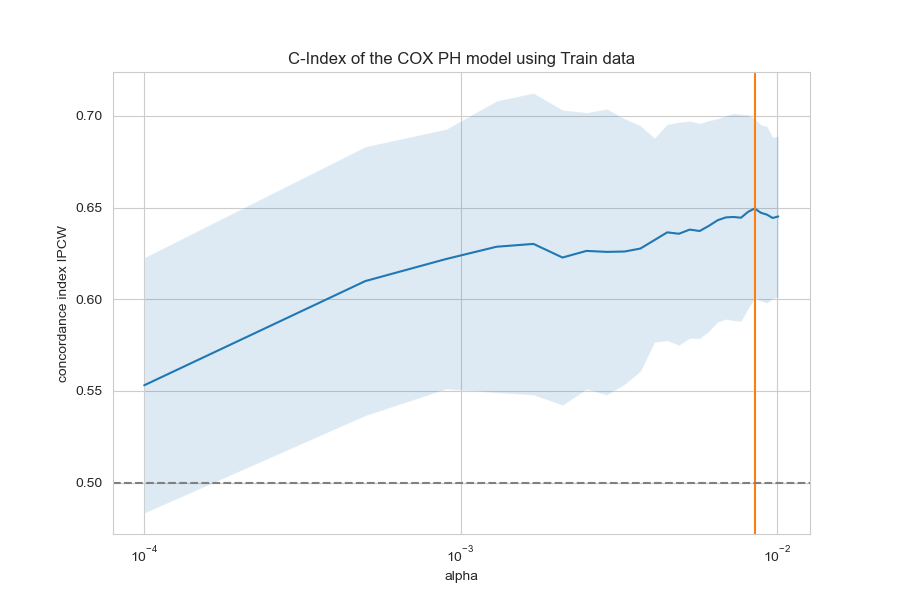 C-Index of the COX PH model using Train data
concordance index IPCW
0.70
0.65
0.60
0.55
0.50
10⁻⁴
10⁻³
10⁻²
alpha